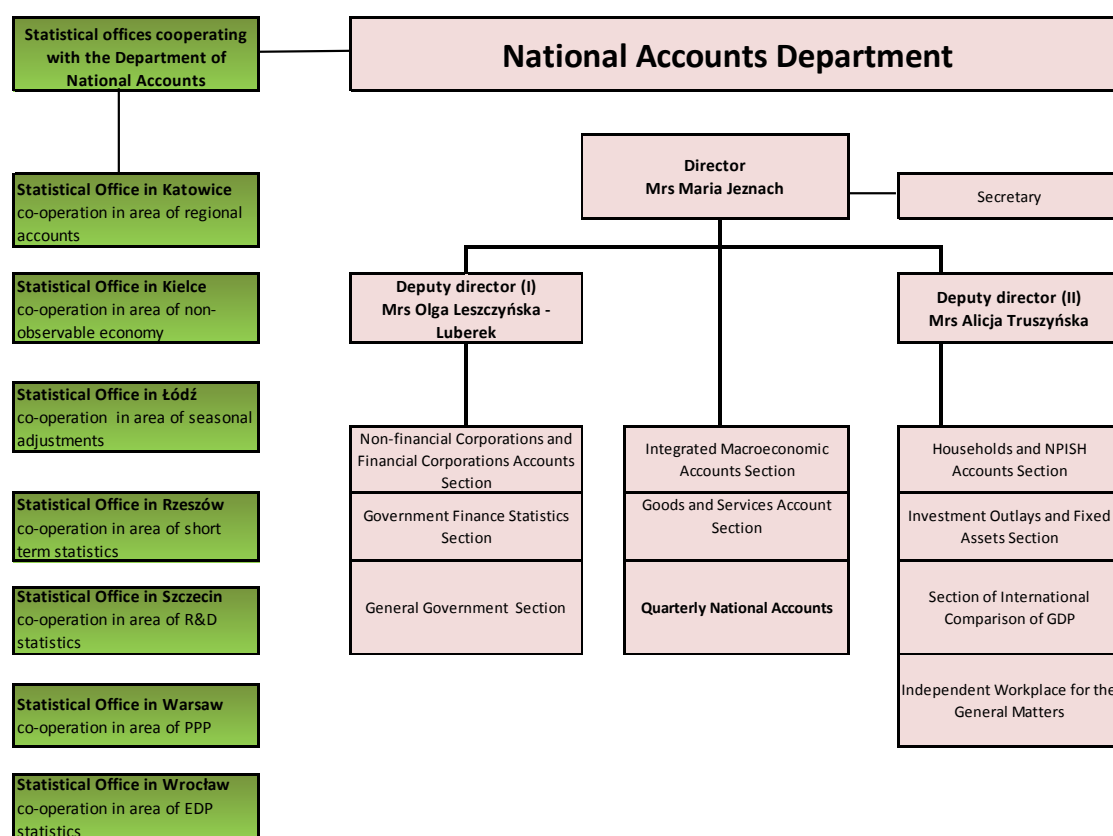 Statistical offices cooperating
with the Department of
National Accounts
National Accounts Department
Director
Mrs Maria Jeznach
Secretary
Statistical Office in Katowice
co-operation in area of regional
accounts
Statistical Office in Kielce
co-operation in area of non-
observable economy
Statistical Office in Łódź
co-operation in area of seasonal
adjustments
Statistical Office in Rzeszów
co-operation in area of short
term statistics
Statistical Office in Szczecin
co-operation in area of R&D
statistics
Statistical Office in Warsaw
co-operation in area of PPP
Statistical Office in Wrocław
co-operation in area of EDP
statistics
Deputy director (I)
Mrs Olga Leszczyńska -
Luberek
Deputy director (II)
Mrs Alicja Truszyńska
Non-financial Corporations and
Financial Corporations Accounts
Section
Government Finance Statistics
Section
General Government Section
Integrated Macroeconomic
Accounts Section
Goods and Services Account
Section
Quarterly National Accounts
Households and NPISH
Accounts Section
Investment Outlays and Fixed
Assets Section
Section of International
Comparison of GDP
Independent Workplace for the
General Matters